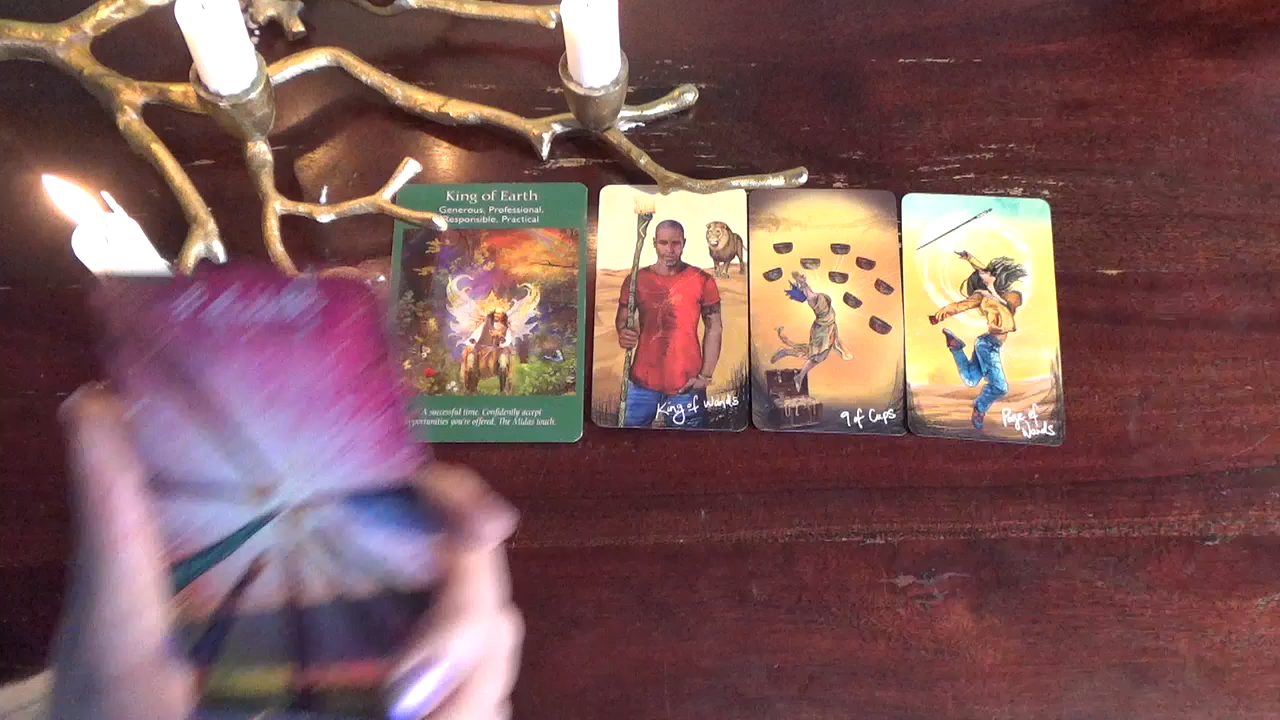 King of Earth
Generous, Professional,
Responsible, Practical
A successful time. Confidently accept
opportunities you're offered. The Midas touch.
King of Wands
9 of Cups
Page of
Wands